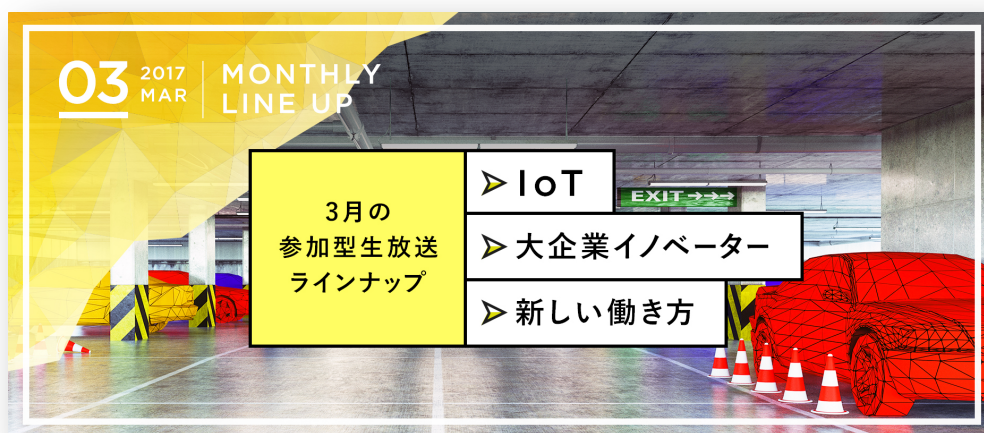 03
2017
MAR
MONTHLY
LINE UP
3月の
参加型生放送
ラインナップ
IoT
大企業イノベーター
新しい働き方
EXIT→→→